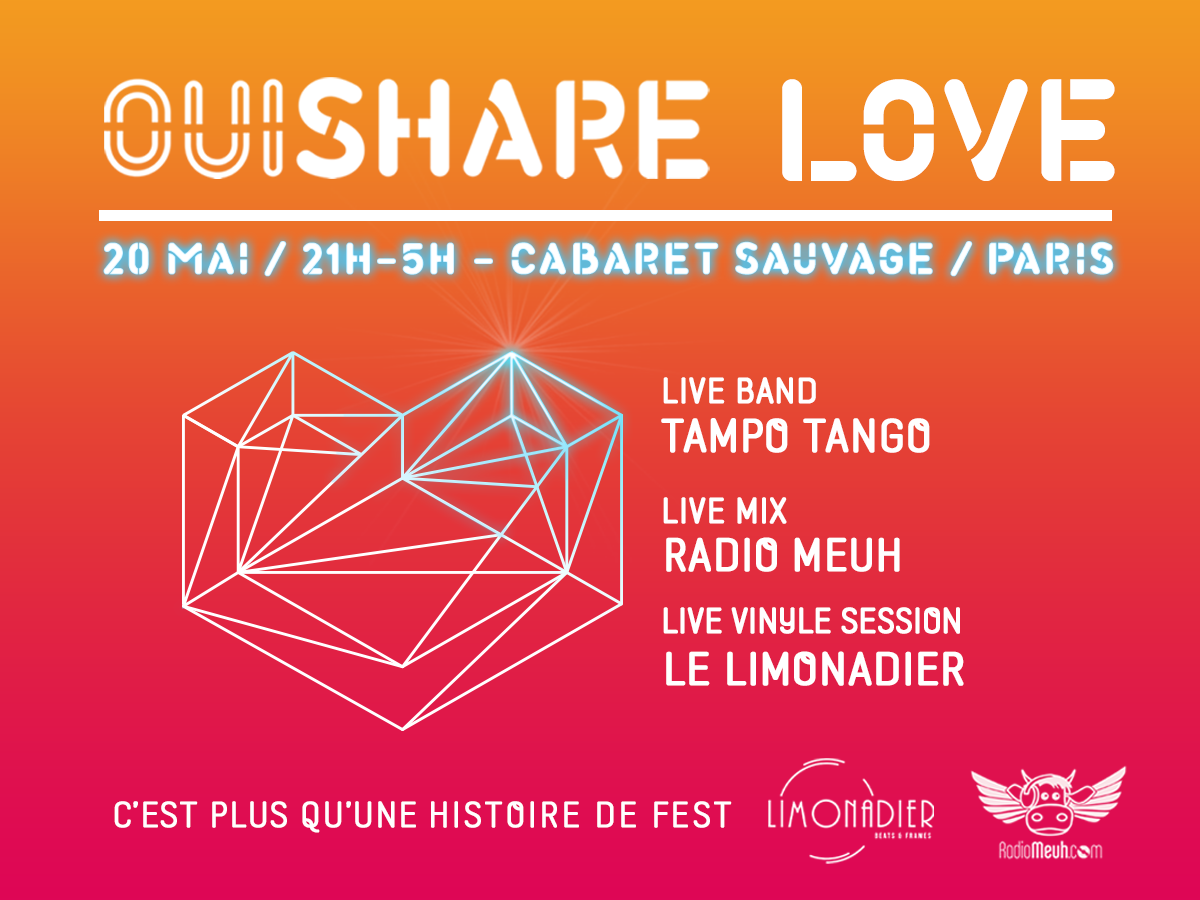 OUISHARE LOVE
20 MAI / 21H-5H - CABARET SAUVAGE / PARIS
LIVE BAND
TAMPO TANGO
LIVE MIX
RADIO MEUH
LIVE VINYLE SESSION
LE LIMONADIER
C'EST PLUS QU'UNE HISTOIRE DE FEST
LIMONADIER
BEATS & FRAMES
RadioMeuh.com